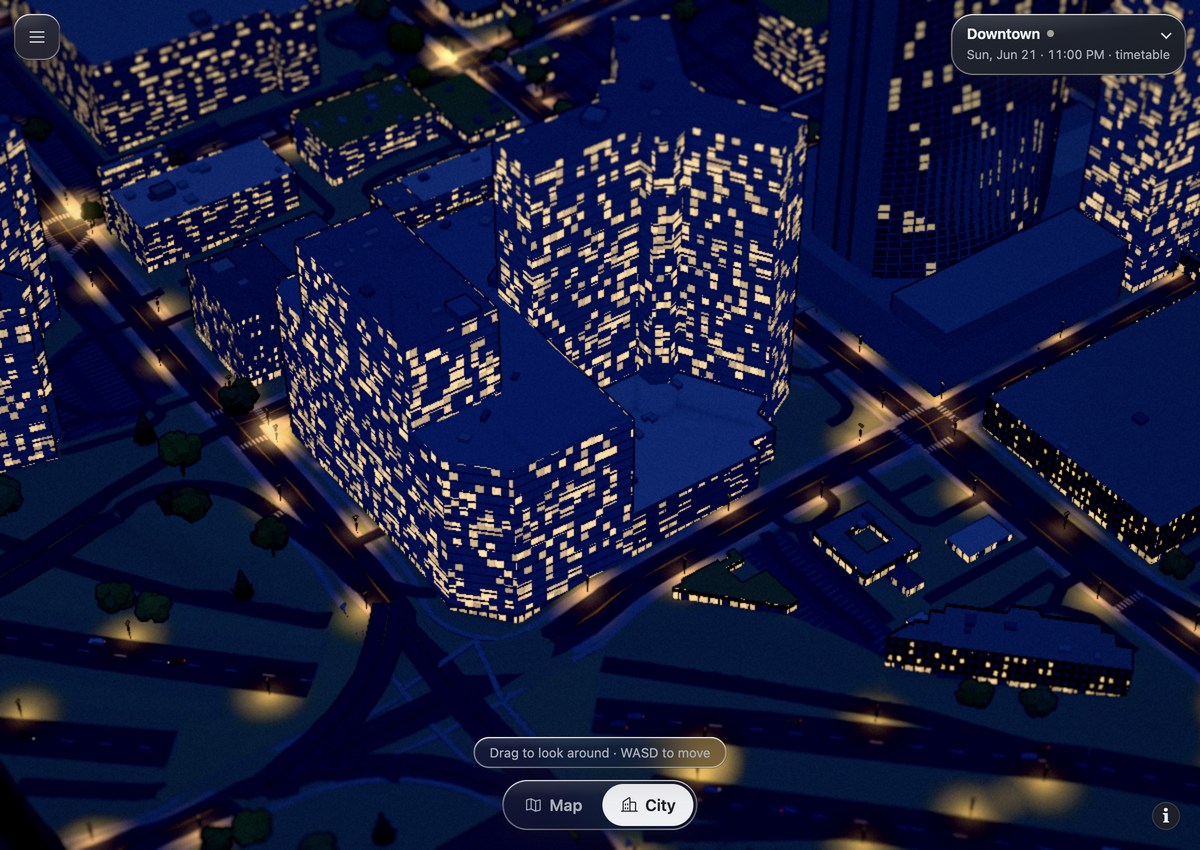 Downtown
Sun, Jun 21 · 11:00 PM · timetable
Drag to look around · WASD to move
Map
City
i